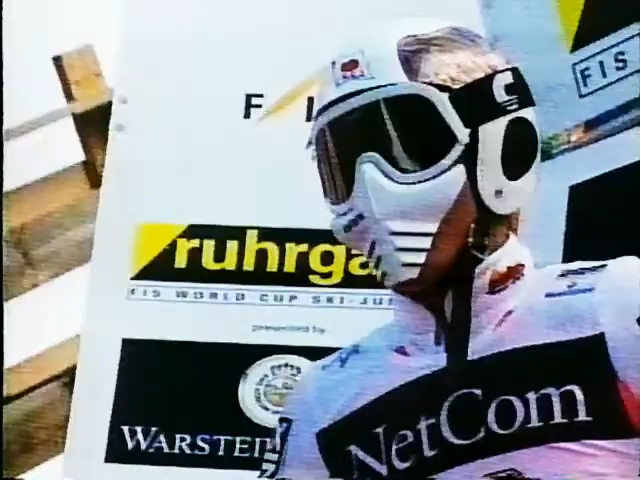 F I
FIS
ruhrga
FIS WORLD CUP SKI-JU
presented by
WARSTEI
NetCom